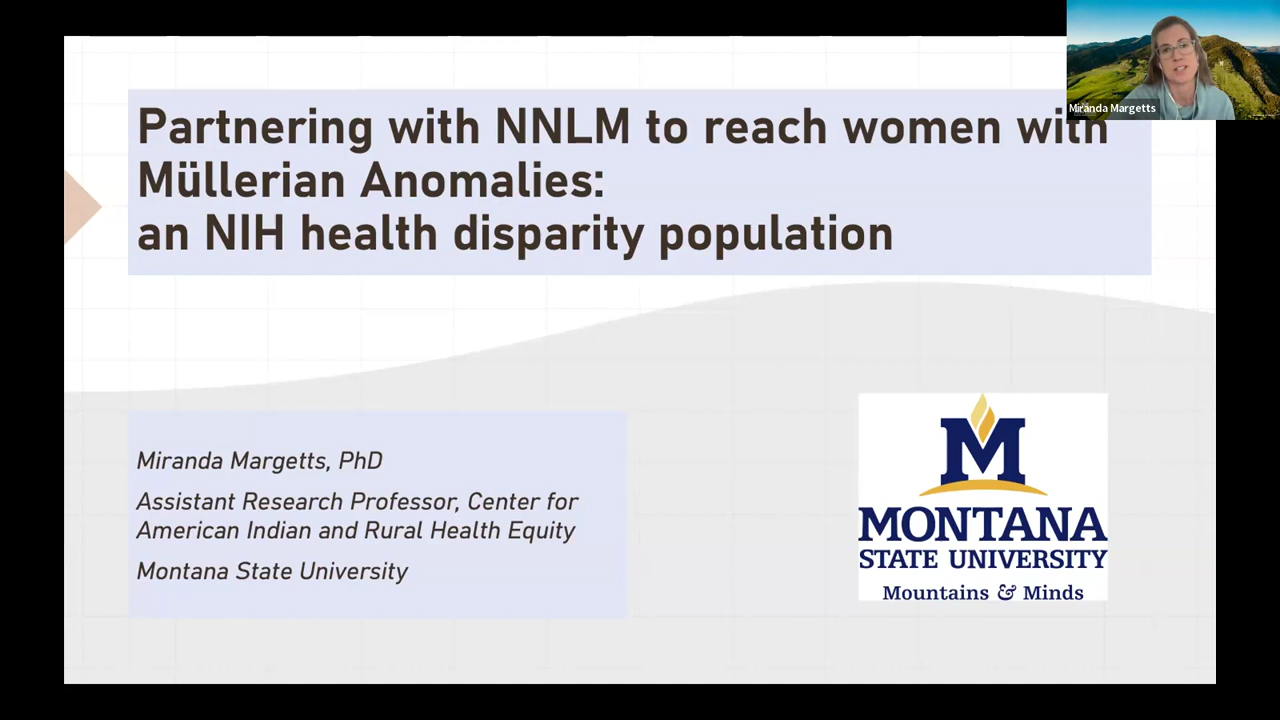 Partnering with NNLM to reach women with
Müllerian Anomalies:
an NIH health disparity population
Miranda Margetts
Miranda Margetts, PhD
Assistant Research Professor, Center for
American Indian and Rural Health Equity
Montana State University
M
MONTANA
STATE UNIVERSITY
Mountains & Minds